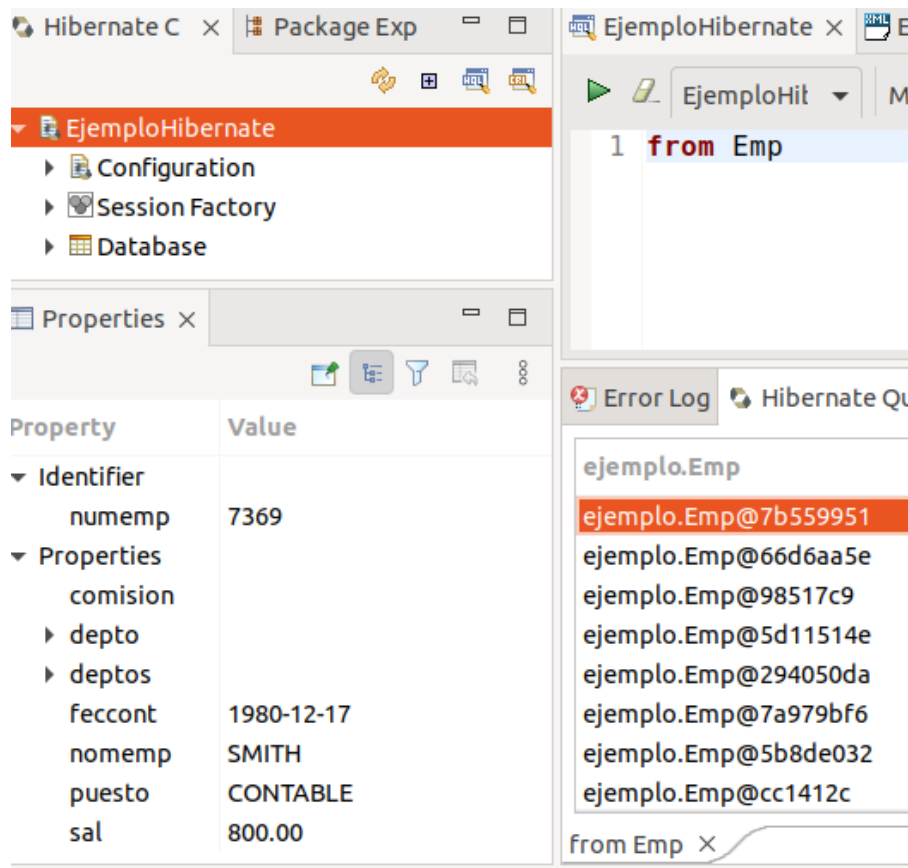 Hibernate C
Package Exp
EjemploHibernate
Configuration
Session Factory
Database
Properties
Property Value
Identifier
numemp 7369
Properties
comision
depto
deptos
feccont 1980-12-17
nomemp SMITH
puesto CONTABLE
sal 800.00
EjemploHibernate
E
EjemploHit
M
1 from Emp
Error Log
Hibernate Qu
ejemplo.Emp
ejemplo.Emp@7b559951
ejemplo.Emp@66d6aa5e
ejemplo.Emp@98517c9
ejemplo.Emp@5d11514e
ejemplo.Emp@294050da
ejemplo.Emp@7a979bf6
ejemplo.Emp@5b8de032
ejemplo.Emp@cc1412c
from Emp